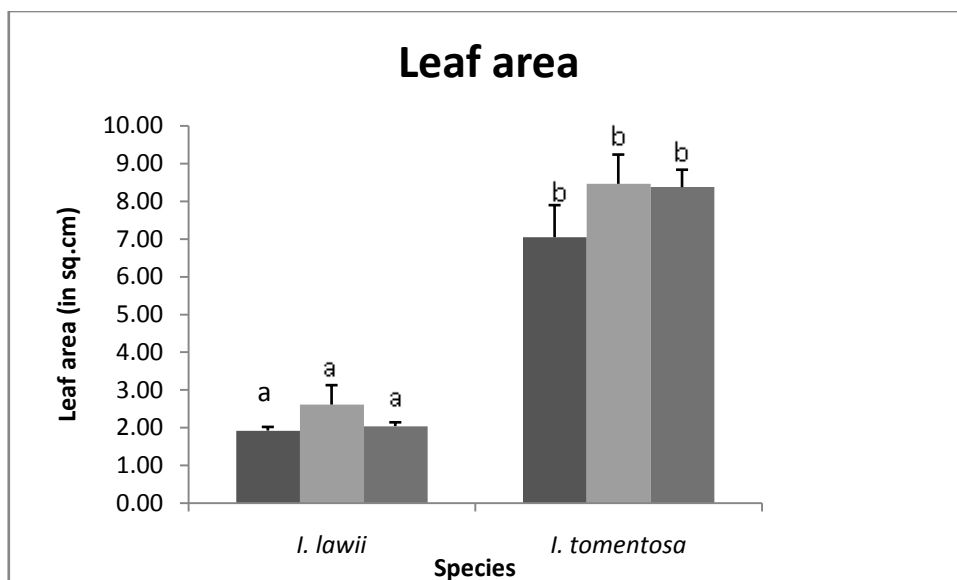 Leaf area
10.00
9.00
8.00
7.00
6.00
5.00
4.00
3.00
2.00
1.00
0.00
Leaf area (in sq.cm)
a
a
a
b
b
b
I. lawii
I. tomentosa
Species